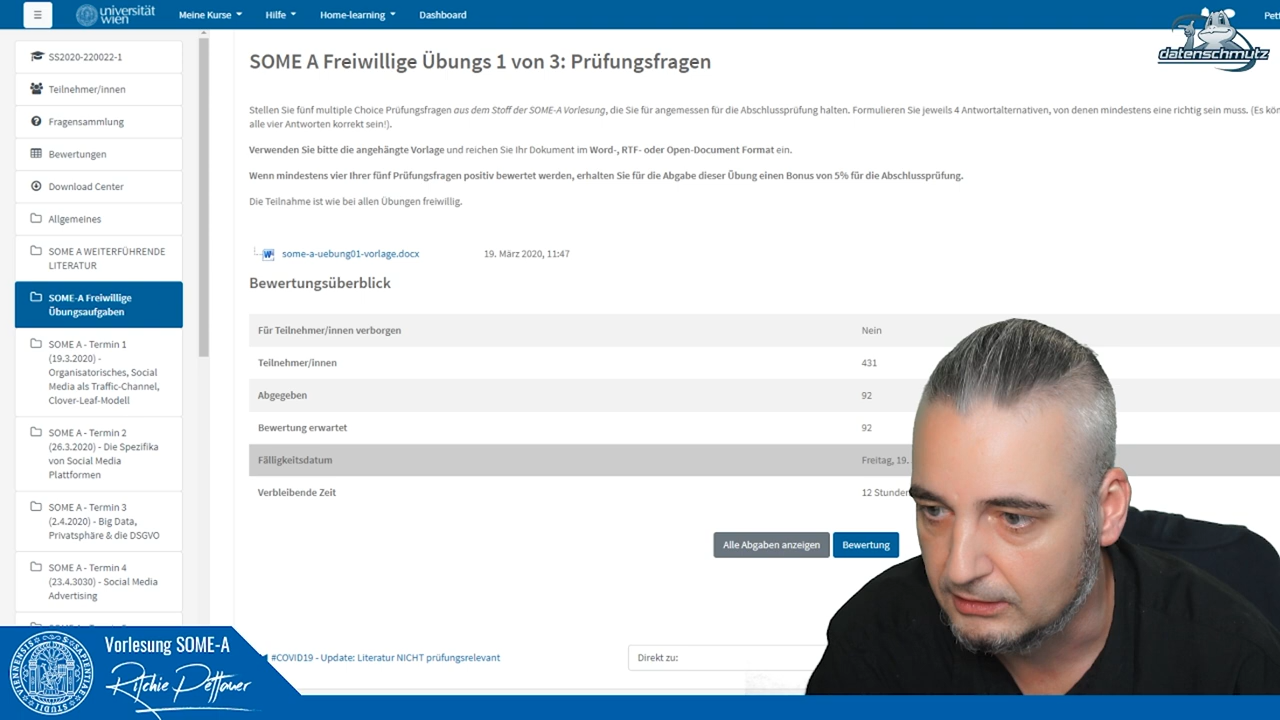 universität
wien
Meine Kurse
Hilfe
Home-learning
Dashboard
datenschmutz
SS2020-220022-1
Teilnehmer/innen
Fragensammlung
Bewertungen
Download Center
Allgemeines
SOME A WEITERFÜHRENDE
LITERATUR
SOME-A Freiwillige
Übungsaufgaben
SOME A - Termin 1
(19.3.2020) -
Organisatorisches, Social
Media als Traffic-Channel,
Clover-Leaf-Modell
SOME A - Termin 2
(26.3.2020) - Die Spezifika
von Social Media
Plattformen
SOME A - Termin 3
(2.4.2020) - Big Data,
Privatsphäre & die DSGVO
SOME A - Termin 4
(23.4.3030) - Social Media
Advertising
SOME A Freiwillige Übungs 1 von 3: Prüfungsfragen
Stellen Sie fünf multiple Choice Prüfungsfragen aus dem Stoff der SOME-A Vorlesung, die Sie für angemessen für die Abschlussprüfung halten. Formulieren Sie jeweils 4 Antwortalternativen, von denen mindestens eine richtig sein muss. (Es
alle vier Antworten korrekt sein!).
Verwenden Sie bitte die angehängte Vorlage und reichen Sie Ihr Dokument im Word-, RTF- oder Open-Document Format ein.
Wenn mindestens vier Ihrer fünf Prüfungsfragen positiv bewertet werden, erhalten Sie für die Abgabe dieser Übung einen Bonus von 5% für die Abschlussprüfung.
Die Teilnahme ist wie bei allen Übungen freiwillig.
some-a-uebung01-vorlage.docx 19. März 2020, 11:47
Bewertungsüberblick
Für Teilnehmer/innen verborgen Nein
Teilnehmer/innen 431
Abgegeben 92
Bewertung erwartet 92
Fälligkeitsdatum Freitag, 19.
Verbleibende Zeit 12 Stunden
Alle Abgaben anzeigen Bewertung
#COVID19 - Update: Literatur NICHT prüfungsrelevant
Direkt zu:
Vorlesung SOME-A
Ritchie Pettauer